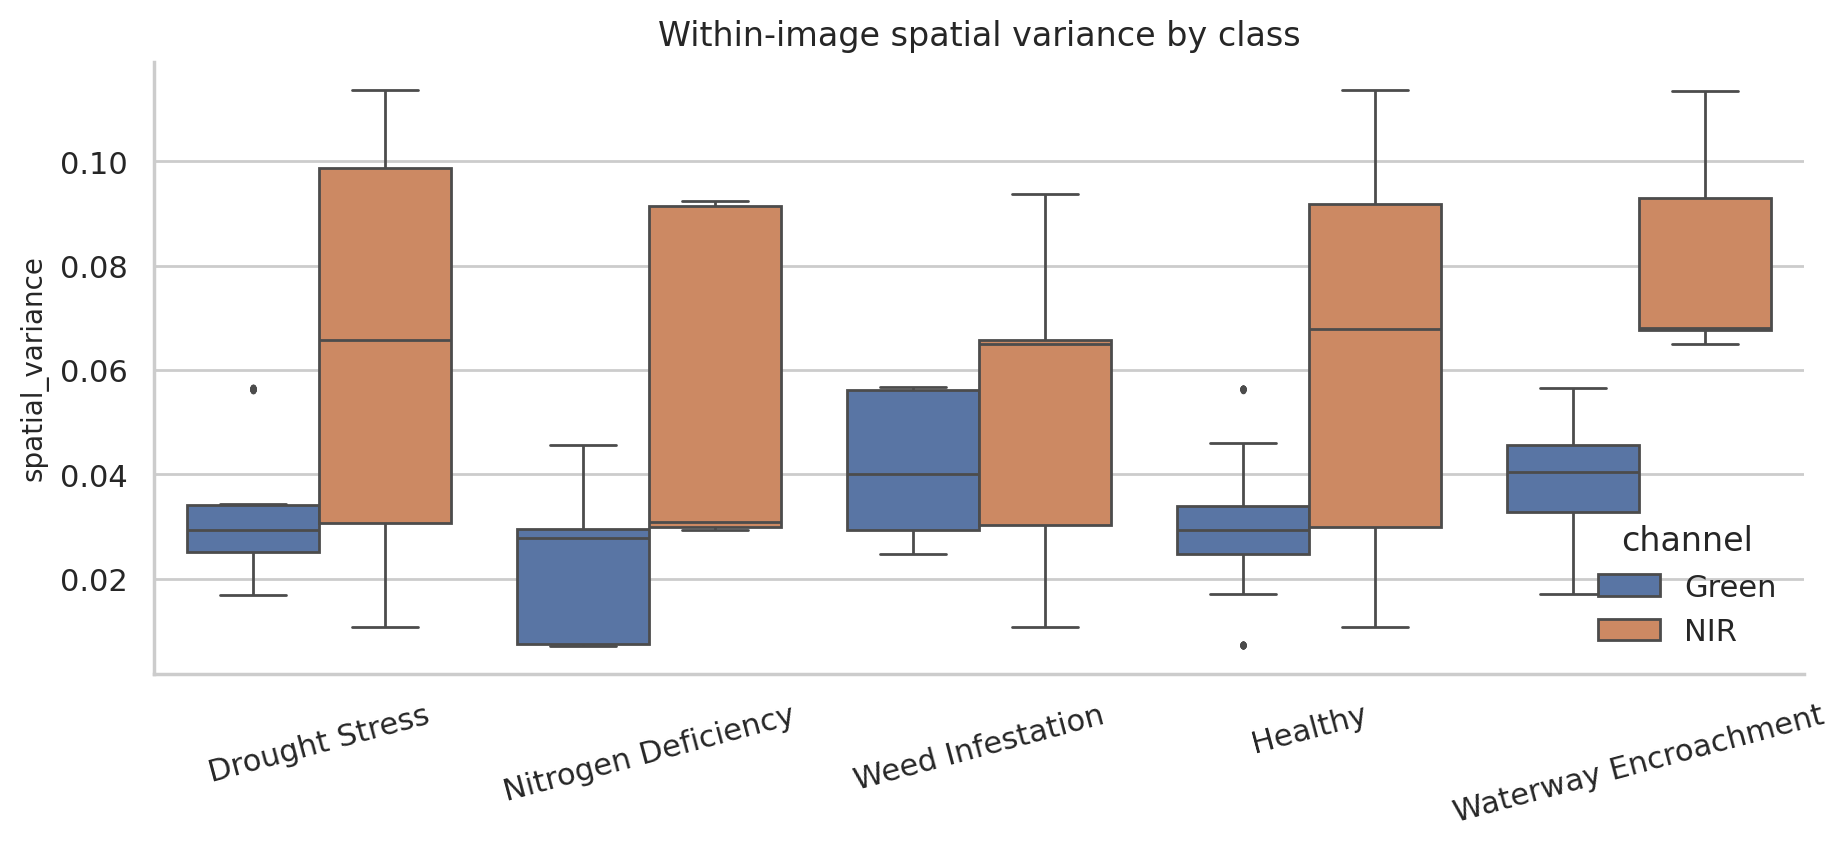 Within-image spatial variance by class
spatial_variance
0.10
0.08
0.06
0.04
0.02
channel
Green
NIR
Drought Stress
Nitrogen Deficiency
Weed Infestation
Healthy
Waterway Encroachment